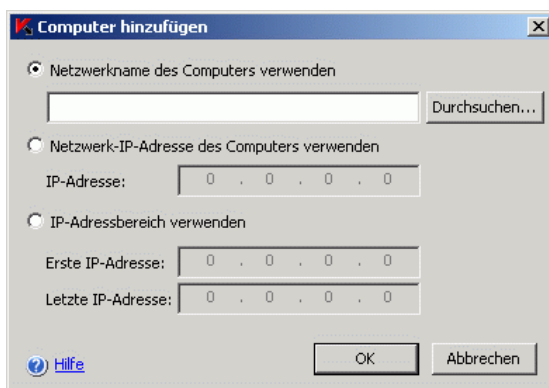 Computer hinzufügen
Netzwerkname des Computers verwenden
Durchsuchen...
Netzwerk-IP-Adresse des Computers verwenden
IP-Adresse: 0 . 0 . 0 . 0
IP-Adressbereich verwenden
Erste IP-Adresse: 0 . 0 . 0 . 0
Letzte IP-Adresse: 0 . 0 . 0 . 0
Hilfe OK Abbrechen